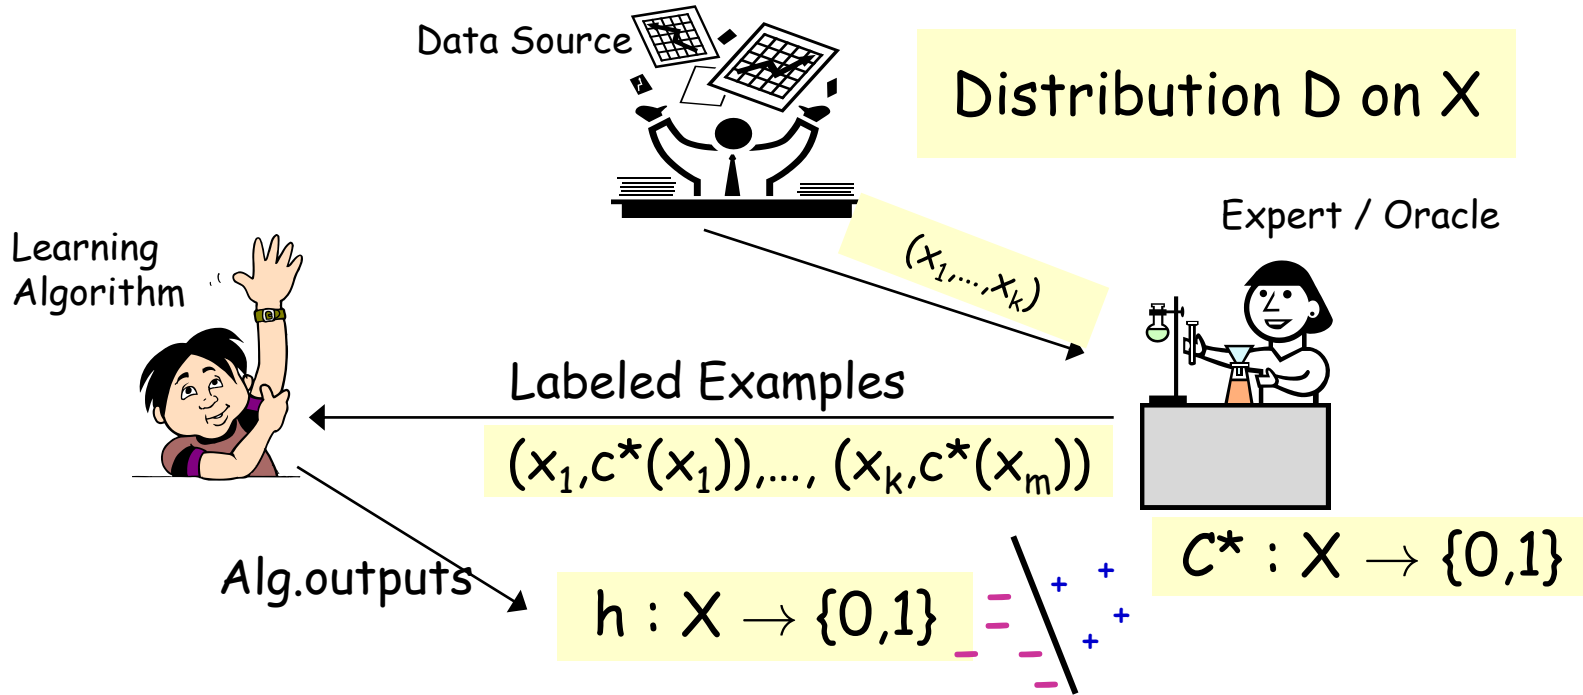 Data Source
Distribution D on X
Expert / Oracle
Learning
Algorithm
(x₁,...,xₖ)
Labeled Examples
(x₁,c*(x₁)),..., (xₖ,c*(xₘ))
C* : X → {0,1}
Alg.outputs
h : X → {0,1}